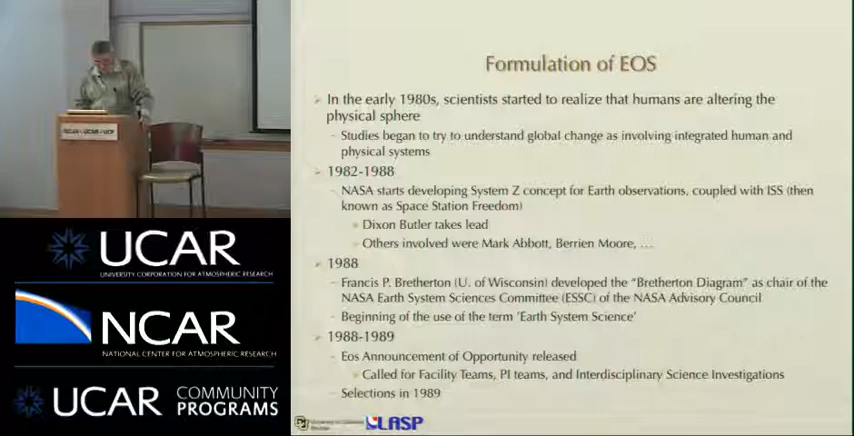 Formulation of EOS
In the early 1980s, scientists started to realize that humans are altering the
physical sphere
Studies began to try to understand global change as involving integrated human and
physical systems
1982-1988
NASA starts developing System Z concept for Earth observations, coupled with ISS (then
known as Space Station Freedom)
Dixon Butler takes lead
Others involved were Mark Abbott, Berrien Moore, …
1988
Francis P. Bretherton (U. of Wisconsin) developed the "Bretherton Diagram" as chair of the
NASA Earth System Sciences Committee (ESSC) of the NASA Advisory Council
Beginning of the use of the term 'Earth System Science'
1988-1989
Eos Announcement of Opportunity released
Called for Facility Teams, PI teams, and Interdisciplinary Science Investigations
Selections in 1989
LASP
UCAR
UNIVERSITY CORPORATION FOR ATMOSPHERIC RESEARCH
NCAR
NATIONAL CENTER FOR ATMOSPHERIC RESEARCH
UCAR COMMUNITY
PROGRAMS